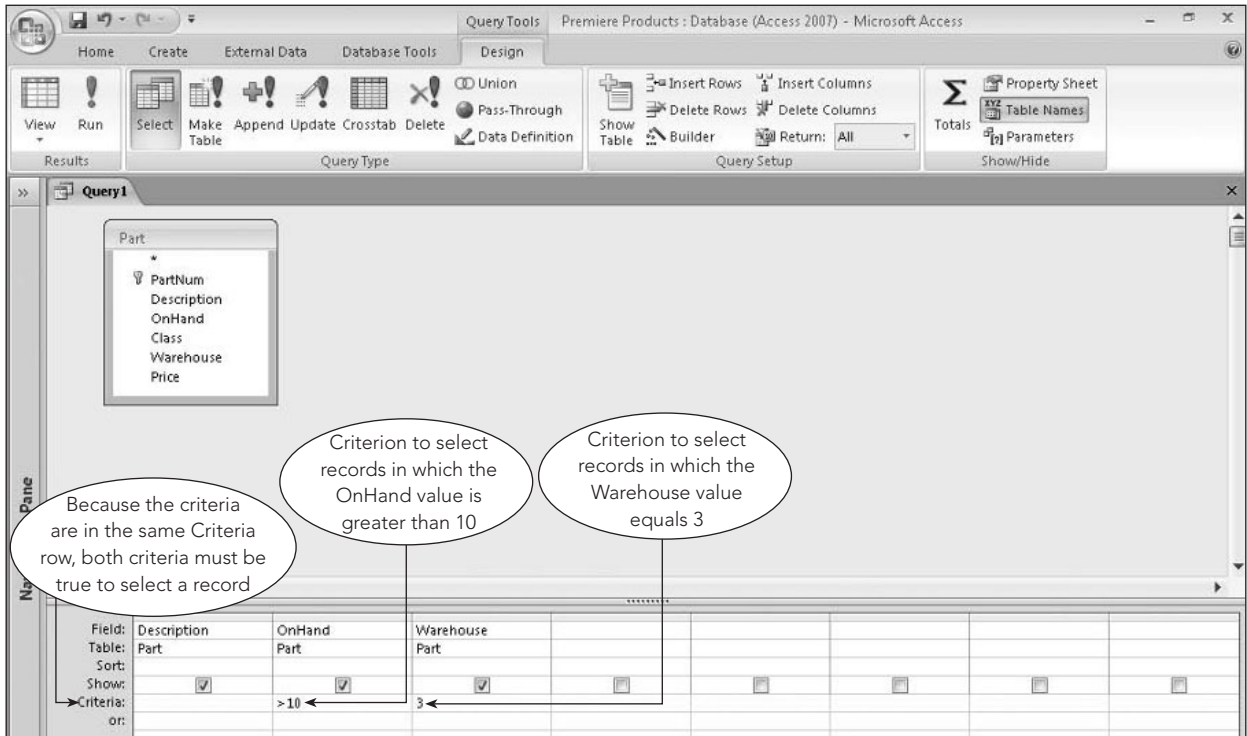 Query Tools Premiere Products : Database (Access 2007) - Microsoft Access
Home Create External Data Database Tools Design
View Run
Select Make Table Append Update Crosstab Delete
Union
Pass-Through
Data Definition
Show Table
Insert Rows
Delete Rows
Builder
Insert Columns
Delete Columns
Return: All
Totals
Property Sheet
Table Names
Parameters
Results Query Type Query Setup Show/Hide
Query1
Part
*
PartNum
Description
OnHand
Class
Warehouse
Price
Because the criteria
are in the same Criteria
row, both criteria must be
true to select a record
Criterion to select
records in which the
OnHand value is
greater than 10
Criterion to select
records in which the
Warehouse value
equals 3
Pane
Field: Description OnHand Warehouse
Table: Part Part Part
Sort:
Show:
Criteria: >10 3
or: